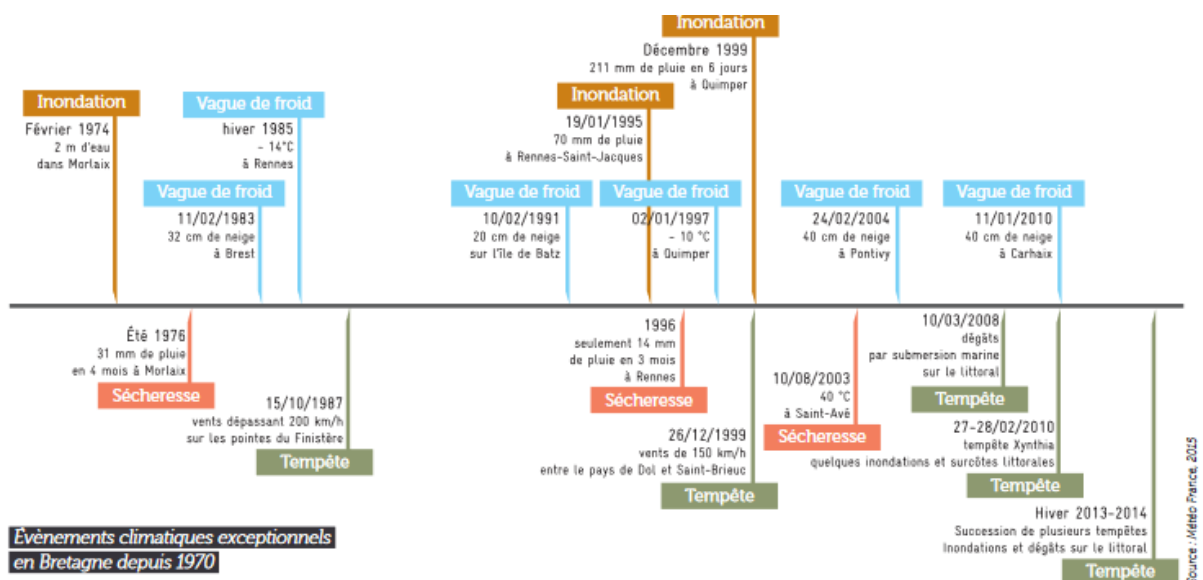 Inondation
Décembre 1999
211 mm de pluie en 6 jours
à Quimper
Inondation
Février 1974
2 m d'eau
dans Morlaix
Vague de froid
hiver 1985
- 14°C
à Rennes
Inondation
19/01/1995
70 mm de pluie
à Rennes-Saint-Jacques
Vague de froid
11/02/1983
32 cm de neige
à Brest
Vague de froid
10/02/1991
20 cm de neige
sur l'île de Batz
Vague de froid
02/01/1997
- 10 °C
à Quimper
Vague de froid
24/02/2004
40 cm de neige
à Pontivy
Vague de froid
11/01/2010
40 cm de neige
à Carhaix
Été 1976
31 mm de pluie
en 4 mois à Morlaix
Sécheresse
15/10/1987
vents dépassant 200 km/h
sur les pointes du Finistère
Tempête
1996
seulement 14 mm
de pluie en 3 mois
à Rennes
Sécheresse
26/12/1999
vents de 150 km/h
entre le pays de Dol et Saint-Brieuc
Tempête
10/08/2003
40 °C
à Saint-Avé
Sécheresse
10/03/2008
dégâts
par submersion marine
sur le littoral
Tempête
27-28/02/2010
tempête Xynthia
quelques inondations et surcôtes littorales
Tempête
Hiver 2013-2014
Succession de plusieurs tempêtes
Inondations et dégâts sur le littoral
Tempête
Évènements climatiques exceptionnels
en Bretagne depuis 1970
Source : Météo France, 2015